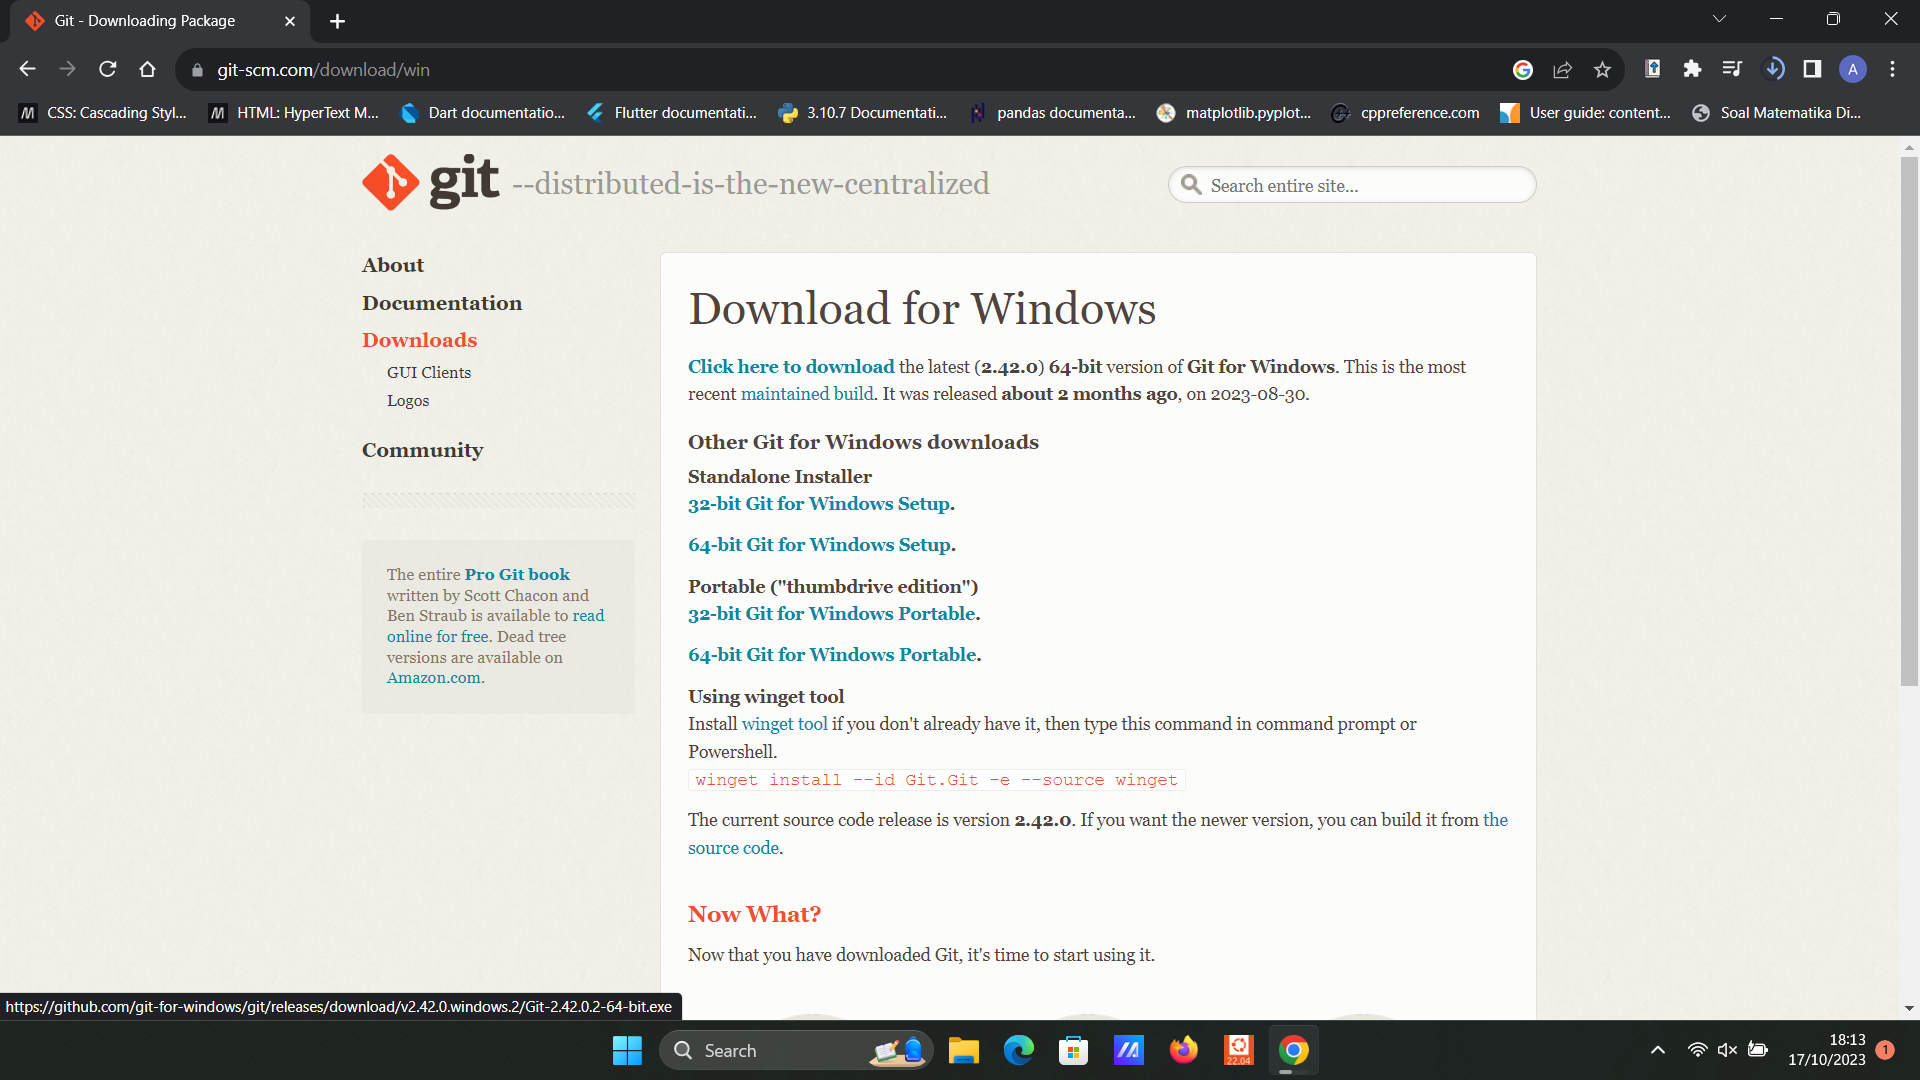 Git - Downloading Package
git-scm.com/download/win
A
CSS: Cascading Styl...
HTML: HyperText M...
Dart documentatio...
Flutter documentati...
3.10.7 Documentati...
pandas documenta...
matplotlib.pyplot...
cppreference.com
User guide: content...
Soal Matematika Di...
git --distributed-is-the-new-centralized
Search entire site...
About
Documentation
Downloads
GUI Clients
Logos
Community
The entire Pro Git book
written by Scott Chacon and
Ben Straub is available to read
online for free. Dead tree
versions are available on
Amazon.com.
Download for Windows
Click here to download the latest (2.42.0) 64-bit version of Git for Windows. This is the most
recent maintained build. It was released about 2 months ago, on 2023-08-30.
Other Git for Windows downloads
Standalone Installer
32-bit Git for Windows Setup.
64-bit Git for Windows Setup.
Portable ("thumbdrive edition")
32-bit Git for Windows Portable.
64-bit Git for Windows Portable.
Using winget tool
Install winget tool if you don't already have it, then type this command in command prompt or
Powershell.
winget install --id Git.Git -e --source winget
The current source code release is version 2.42.0. If you want the newer version, you can build it from the
source code.
Now What?
Now that you have downloaded Git, it's time to start using it.
https://github.com/git-for-windows/git/releases/download/v2.42.0.windows.2/Git-2.42.0.2-64-bit.exe
Search
22.04
18:13
17/10/2023
1